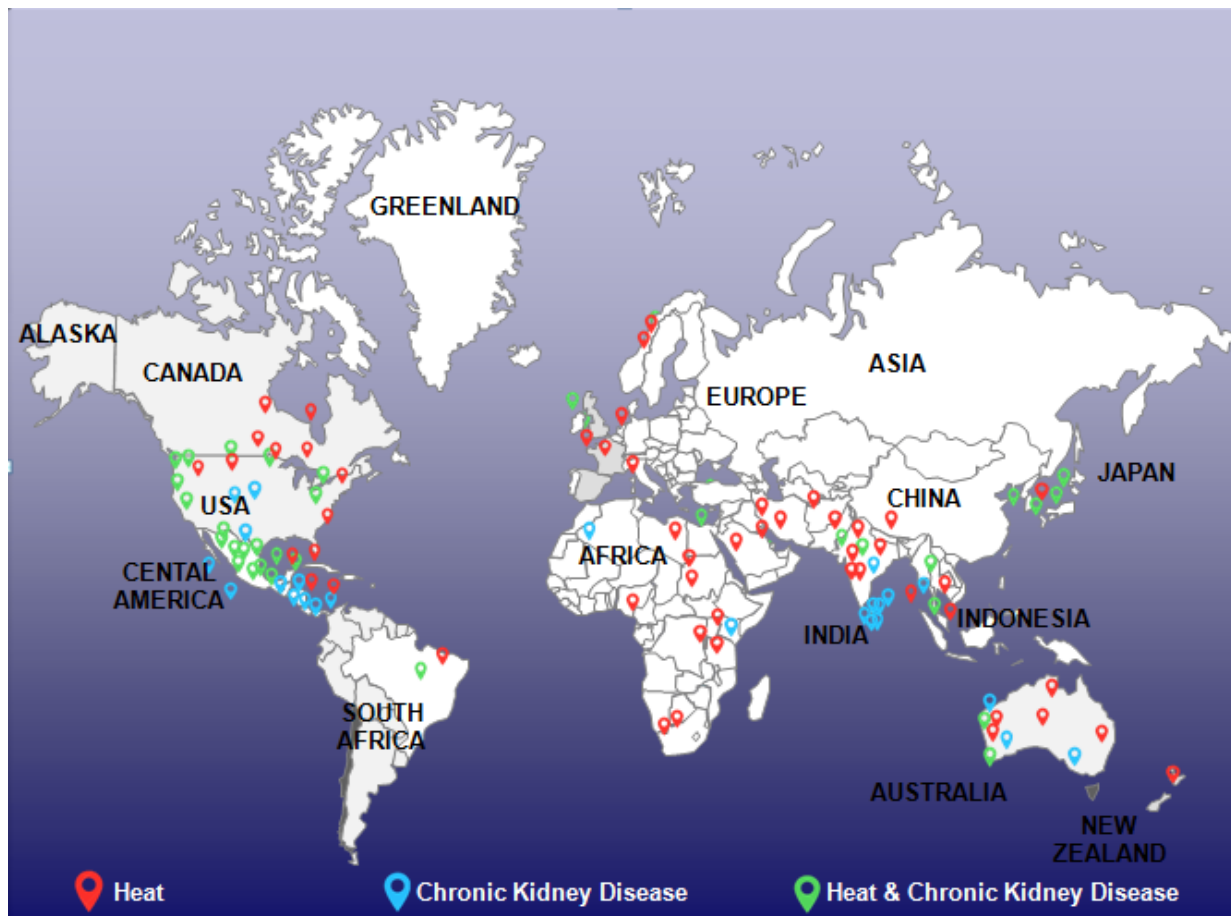 GREENLAND
ALASKA
CANADA
ASIA
EUROPE
JAPAN
USA
CHINA
AFRICA
CENTAL
AMERICA
INDONESIA
INDIA
SOUTH
AFRICA
AUSTRALIA
NEW
ZEALAND
Heat
Chronic Kidney Disease
Heat & Chronic Kidney Disease